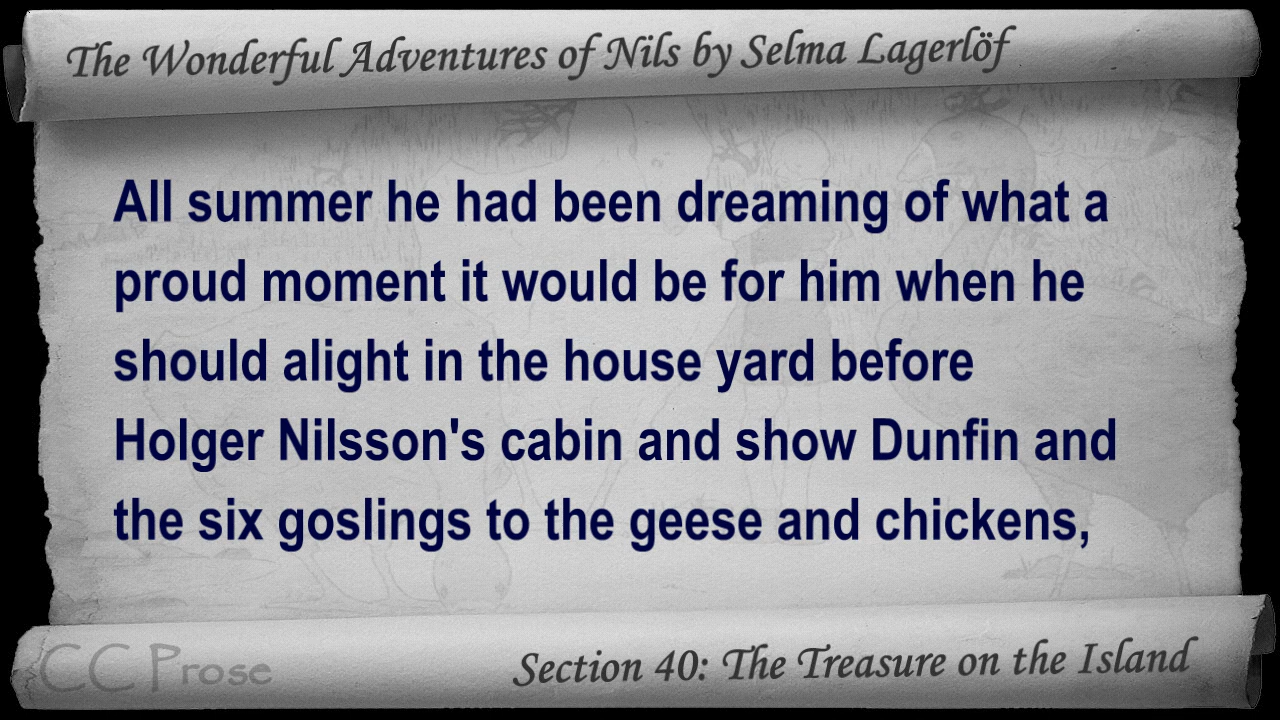 The Wonderful Adventures of Nils by Selma Lagerlöf
All summer he had been dreaming of what a
proud moment it would be for him when he
should alight in the house yard before
Holger Nilsson's cabin and show Dunfin and
the six goslings to the geese and chickens,
CC Prose
Section 40: The Treasure on the Island